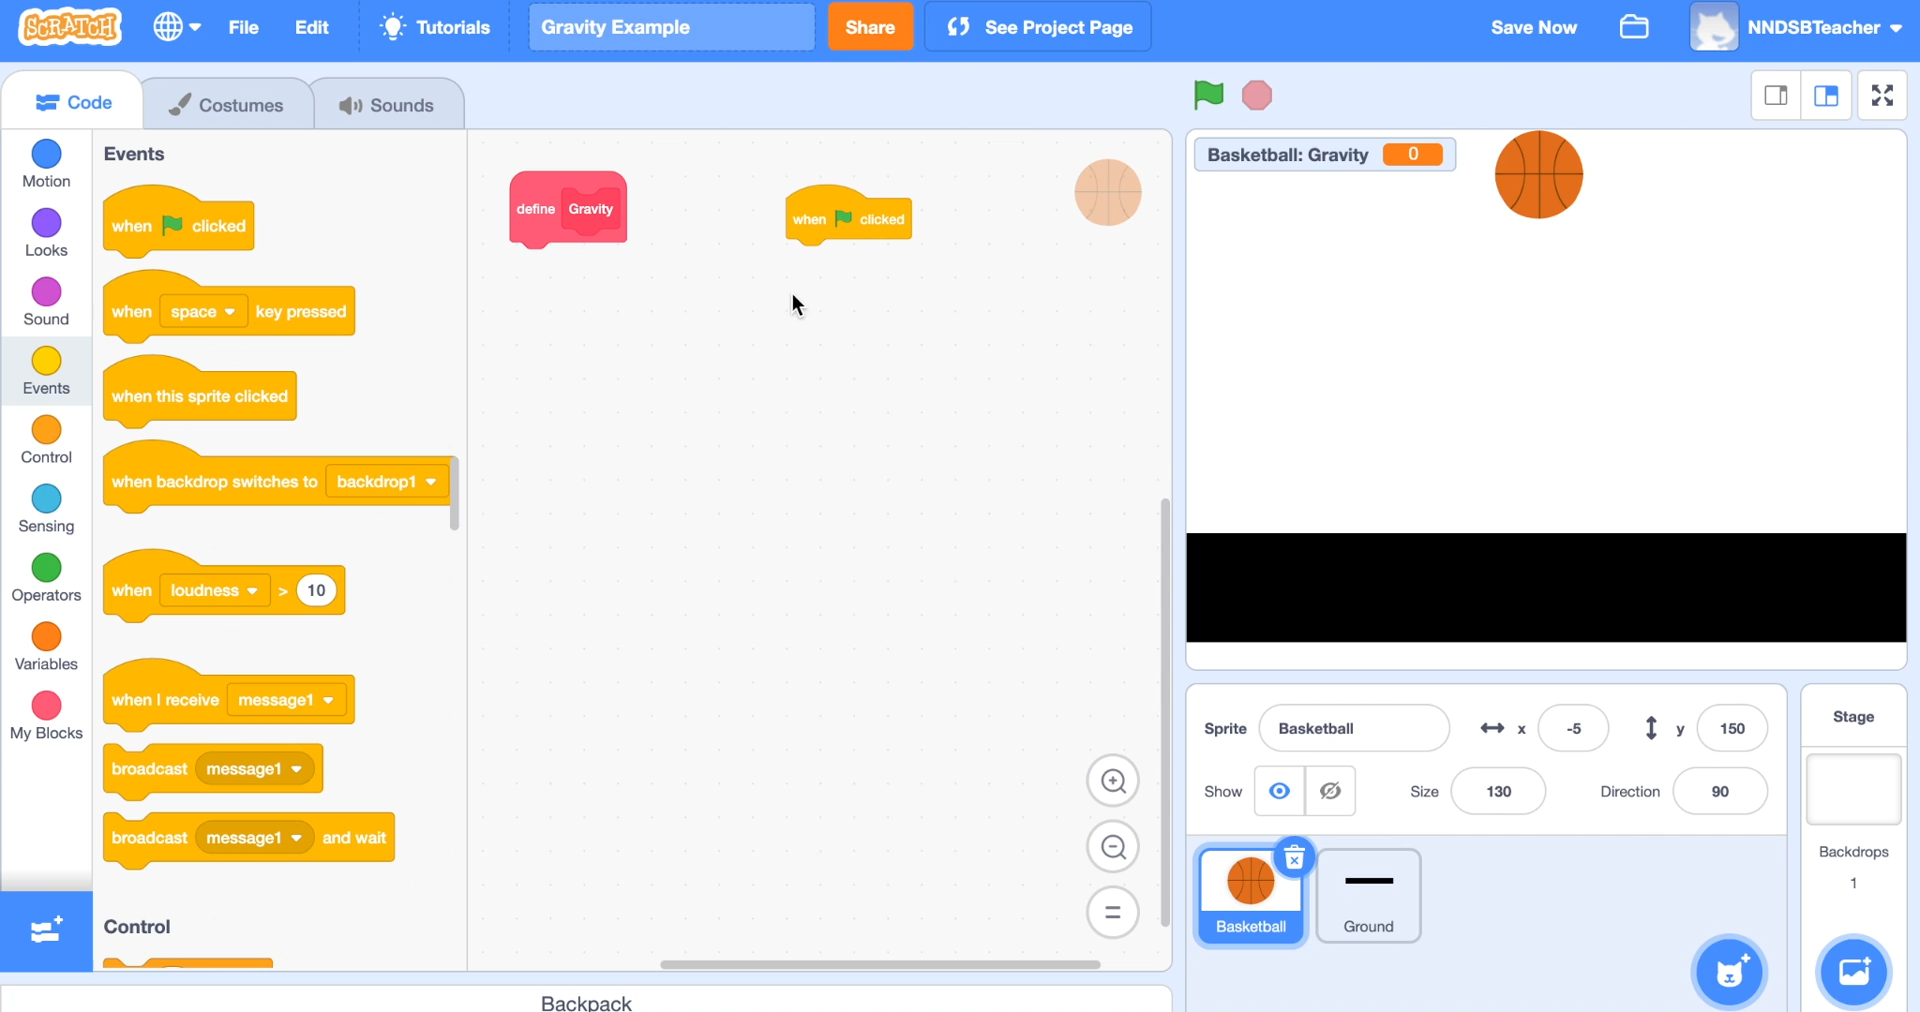 SCRATCH File Edit Tutorials Gravity Example Share See Project Page Save Now NNDSBTeacher
Code Costumes Sounds
Motion
Looks
Sound
Events
Control
Sensing
Operators
Variables
My Blocks
Events
when clicked
when space key pressed
when this sprite clicked
when backdrop switches to backdrop1
when loudness > 10
when I receive message1
broadcast message1
broadcast message1 and wait
Control
define Gravity
when clicked
Backpack
Basketball: Gravity 0
Sprite Basketball x -5 y 150
Show Size 130 Direction 90
Basketball Ground
Stage
Backdrops
1